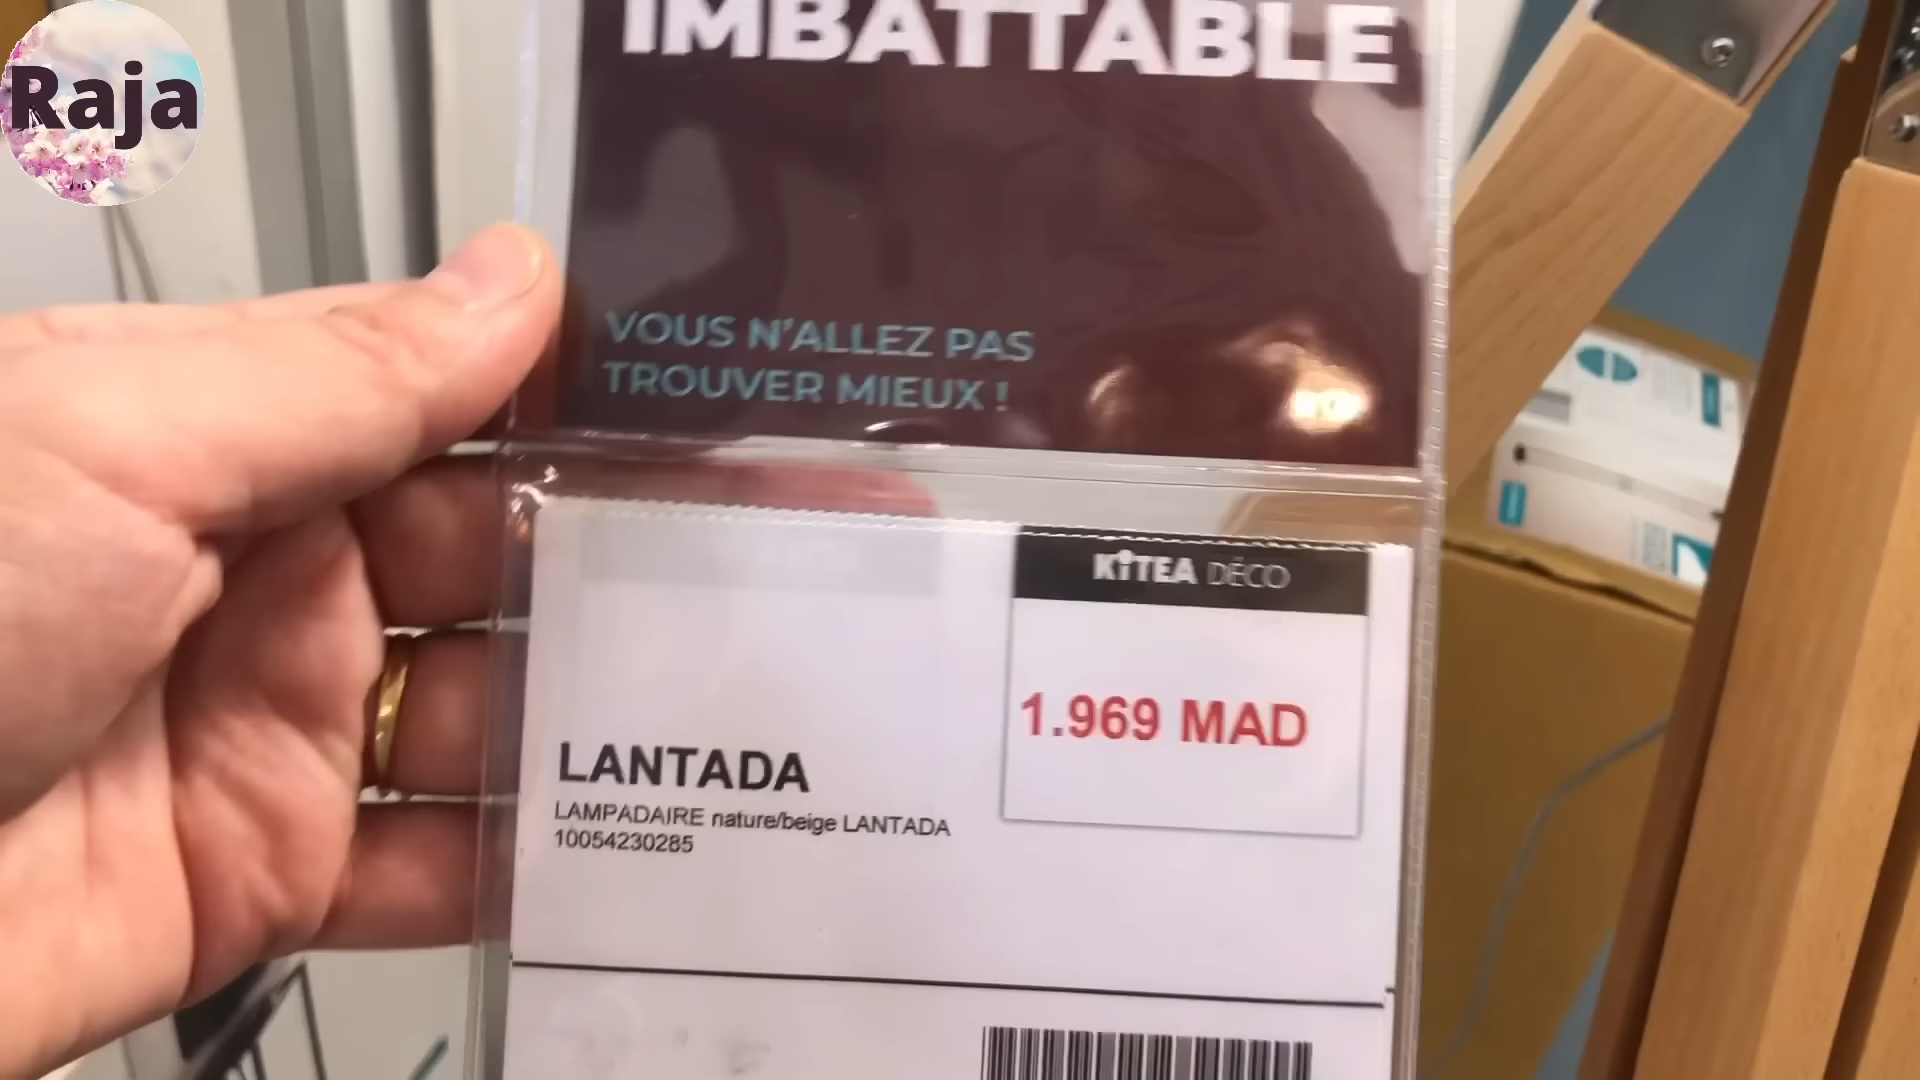 Raja
IMBATTABLE
VOUS N'ALLEZ PAS
TROUVER MIEUX !
KiTEA DÉCO
1.969 MAD
LANTADA
LAMPADAIRE nature/beige LANTADA
10054230285